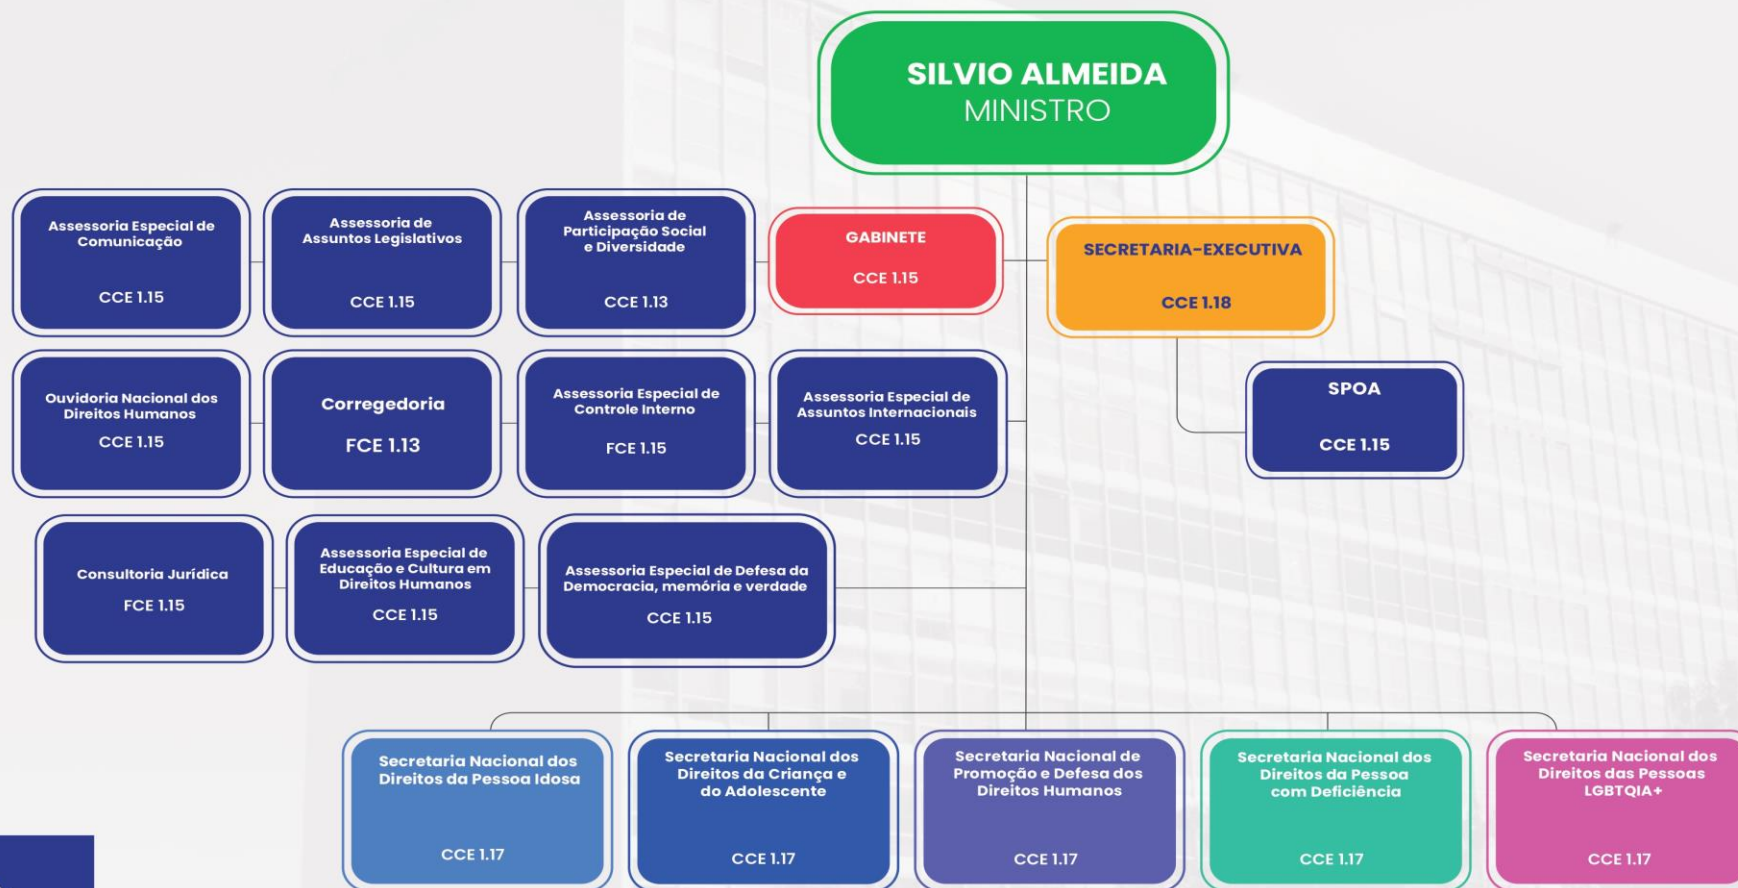 SILVIO ALMEIDA
MINISTRO
Assessoria Especial de
Comunicação
CCE 1.15
Assessoria de
Assuntos Legislativos
CCE 1.15
Assessoria de
Participação Social
e Diversidade
CCE 1.13
GABINETE
CCE 1.15
SECRETARIA-EXECUTIVA
CCE 1.18
Ouvidoria Nacional dos
Direitos Humanos
CCE 1.15
Corregedoria
FCE 1.13
Assessoria Especial de
Controle Interno
FCE 1.15
Assessoria Especial de
Assuntos Internacionais
CCE 1.15
SPOA
CCE 1.15
Consultoria Jurídica
FCE 1.15
Assessoria Especial de
Educação e Cultura em
Direitos Humanos
CCE 1.15
Assessoria Especial de Defesa da
Democracia, memória e verdade
CCE 1.15
Secretaria Nacional dos
Direitos da Pessoa Idosa
CCE 1.17
Secretaria Nacional dos
Direitos da Criança e
do Adolescente
CCE 1.17
Secretaria Nacional de
Promoção e Defesa dos
Direitos Humanos
CCE 1.17
Secretaria Nacional dos
Direitos da Pessoa
com Deficiência
CCE 1.17
Secretaria Nacional dos
Direitos das Pessoas
LGBTQIA+
CCE 1.17